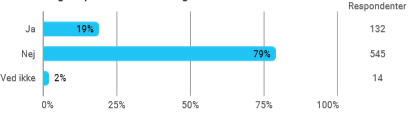 Respondenter
Ja 19% 132
Nej 79% 545
Ved ikke 2% 14
0% 25% 50% 75% 100%